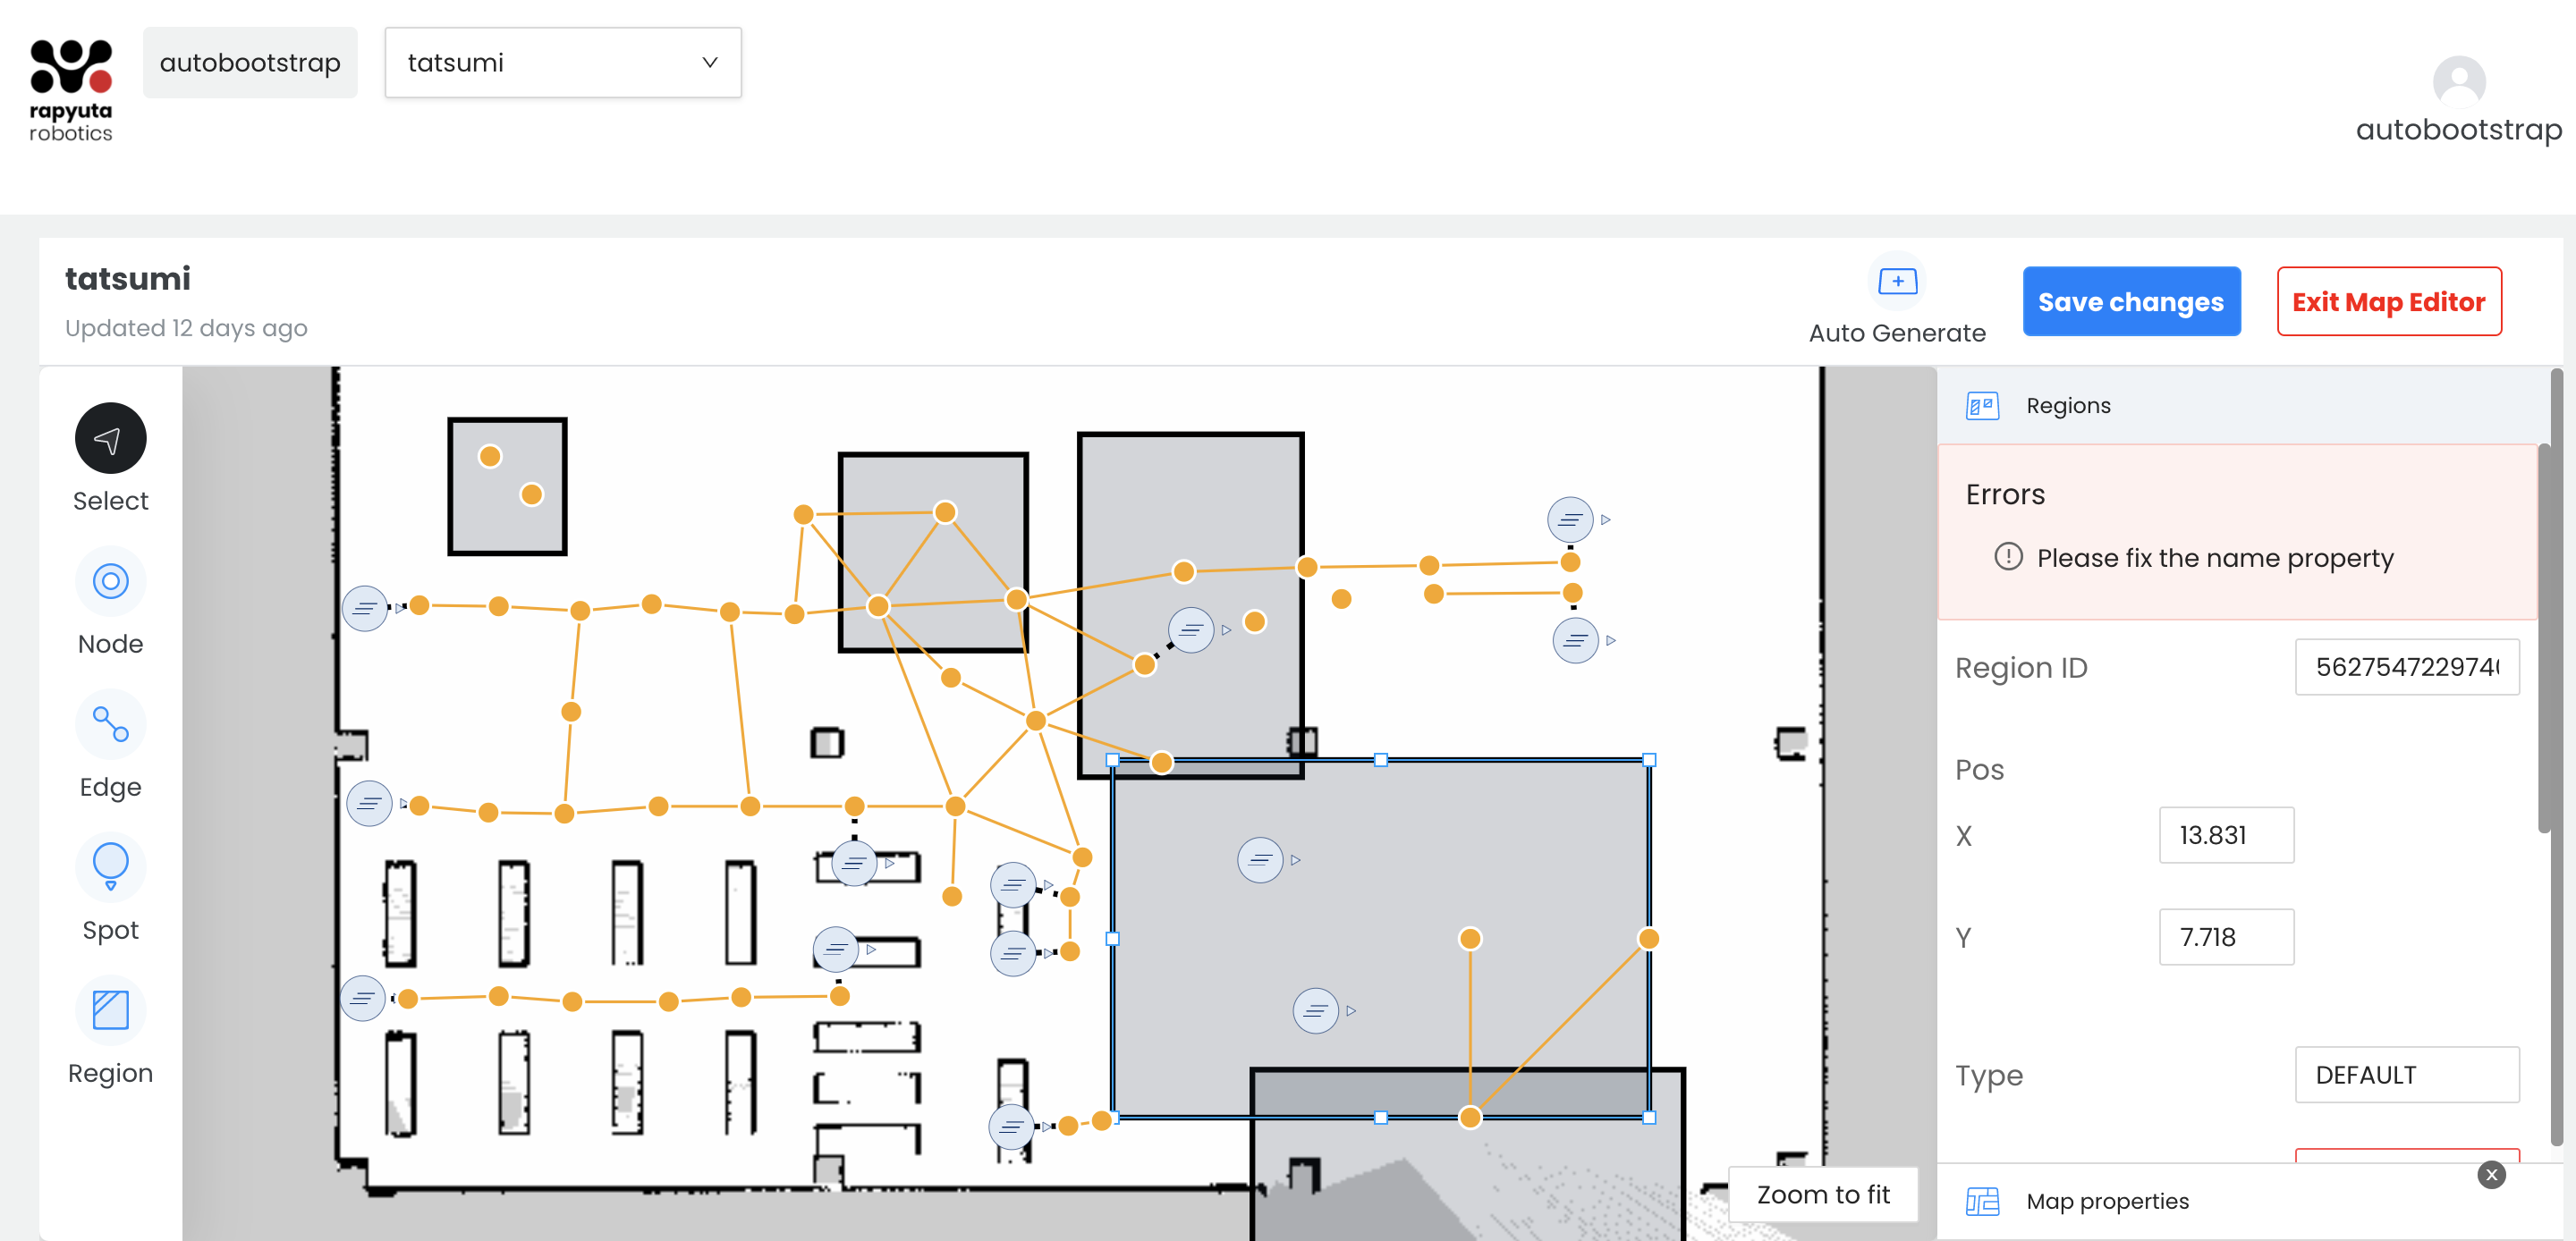 rapyuta
robotics
autobootstrap
tatsumi
autobootstrap
tatsumi
Updated 12 days ago
Auto Generate
Save changes
Exit Map Editor
Select
Node
Edge
Spot
Region
Zoom to fit
Regions
Errors
Please fix the name property
Region ID
Pos
X
13.831
Y
7.718
Type
DEFAULT
Map properties